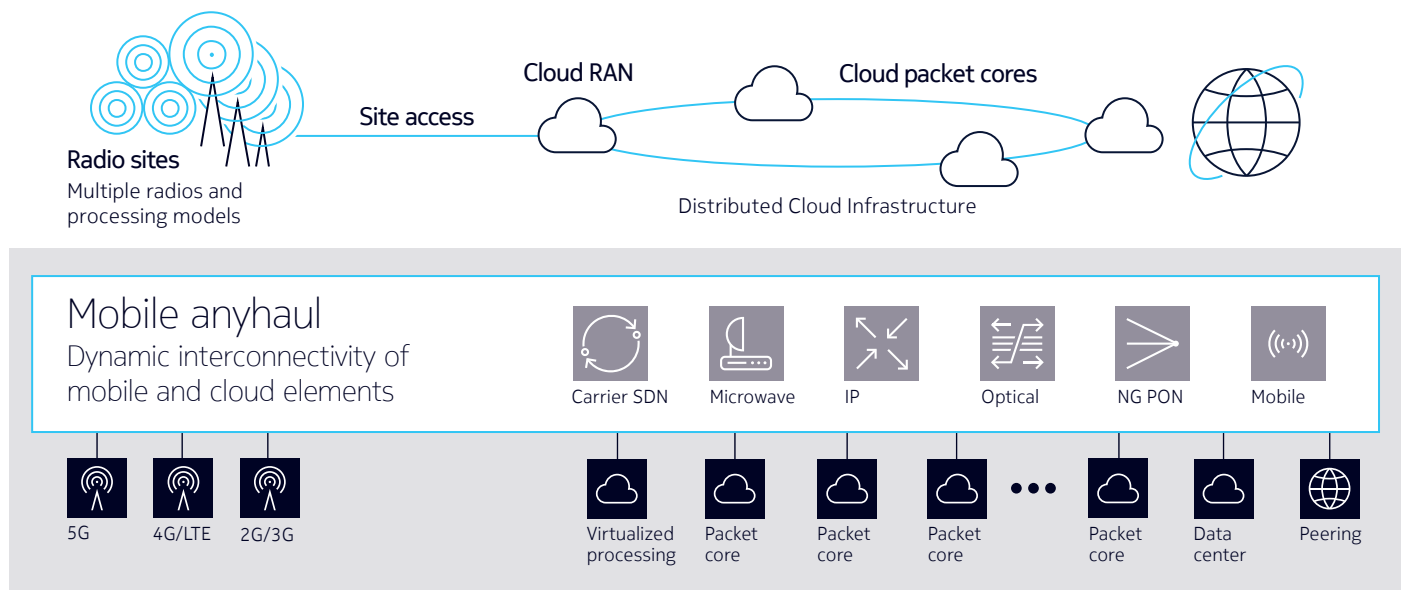 Cloud RAN
Cloud packet cores
Site access
Radio sites
Multiple radios and
processing models
Distributed Cloud Infrastructure
Mobile anyhaul
Dynamic interconnectivity of
mobile and cloud elements
Carrier SDN
Microwave
IP
Optical
NG PON
Mobile
5G
4G/LTE
2G/3G
Virtualized
processing
Packet
core
Packet
core
Packet
core
Packet
core
Data
center
Peering